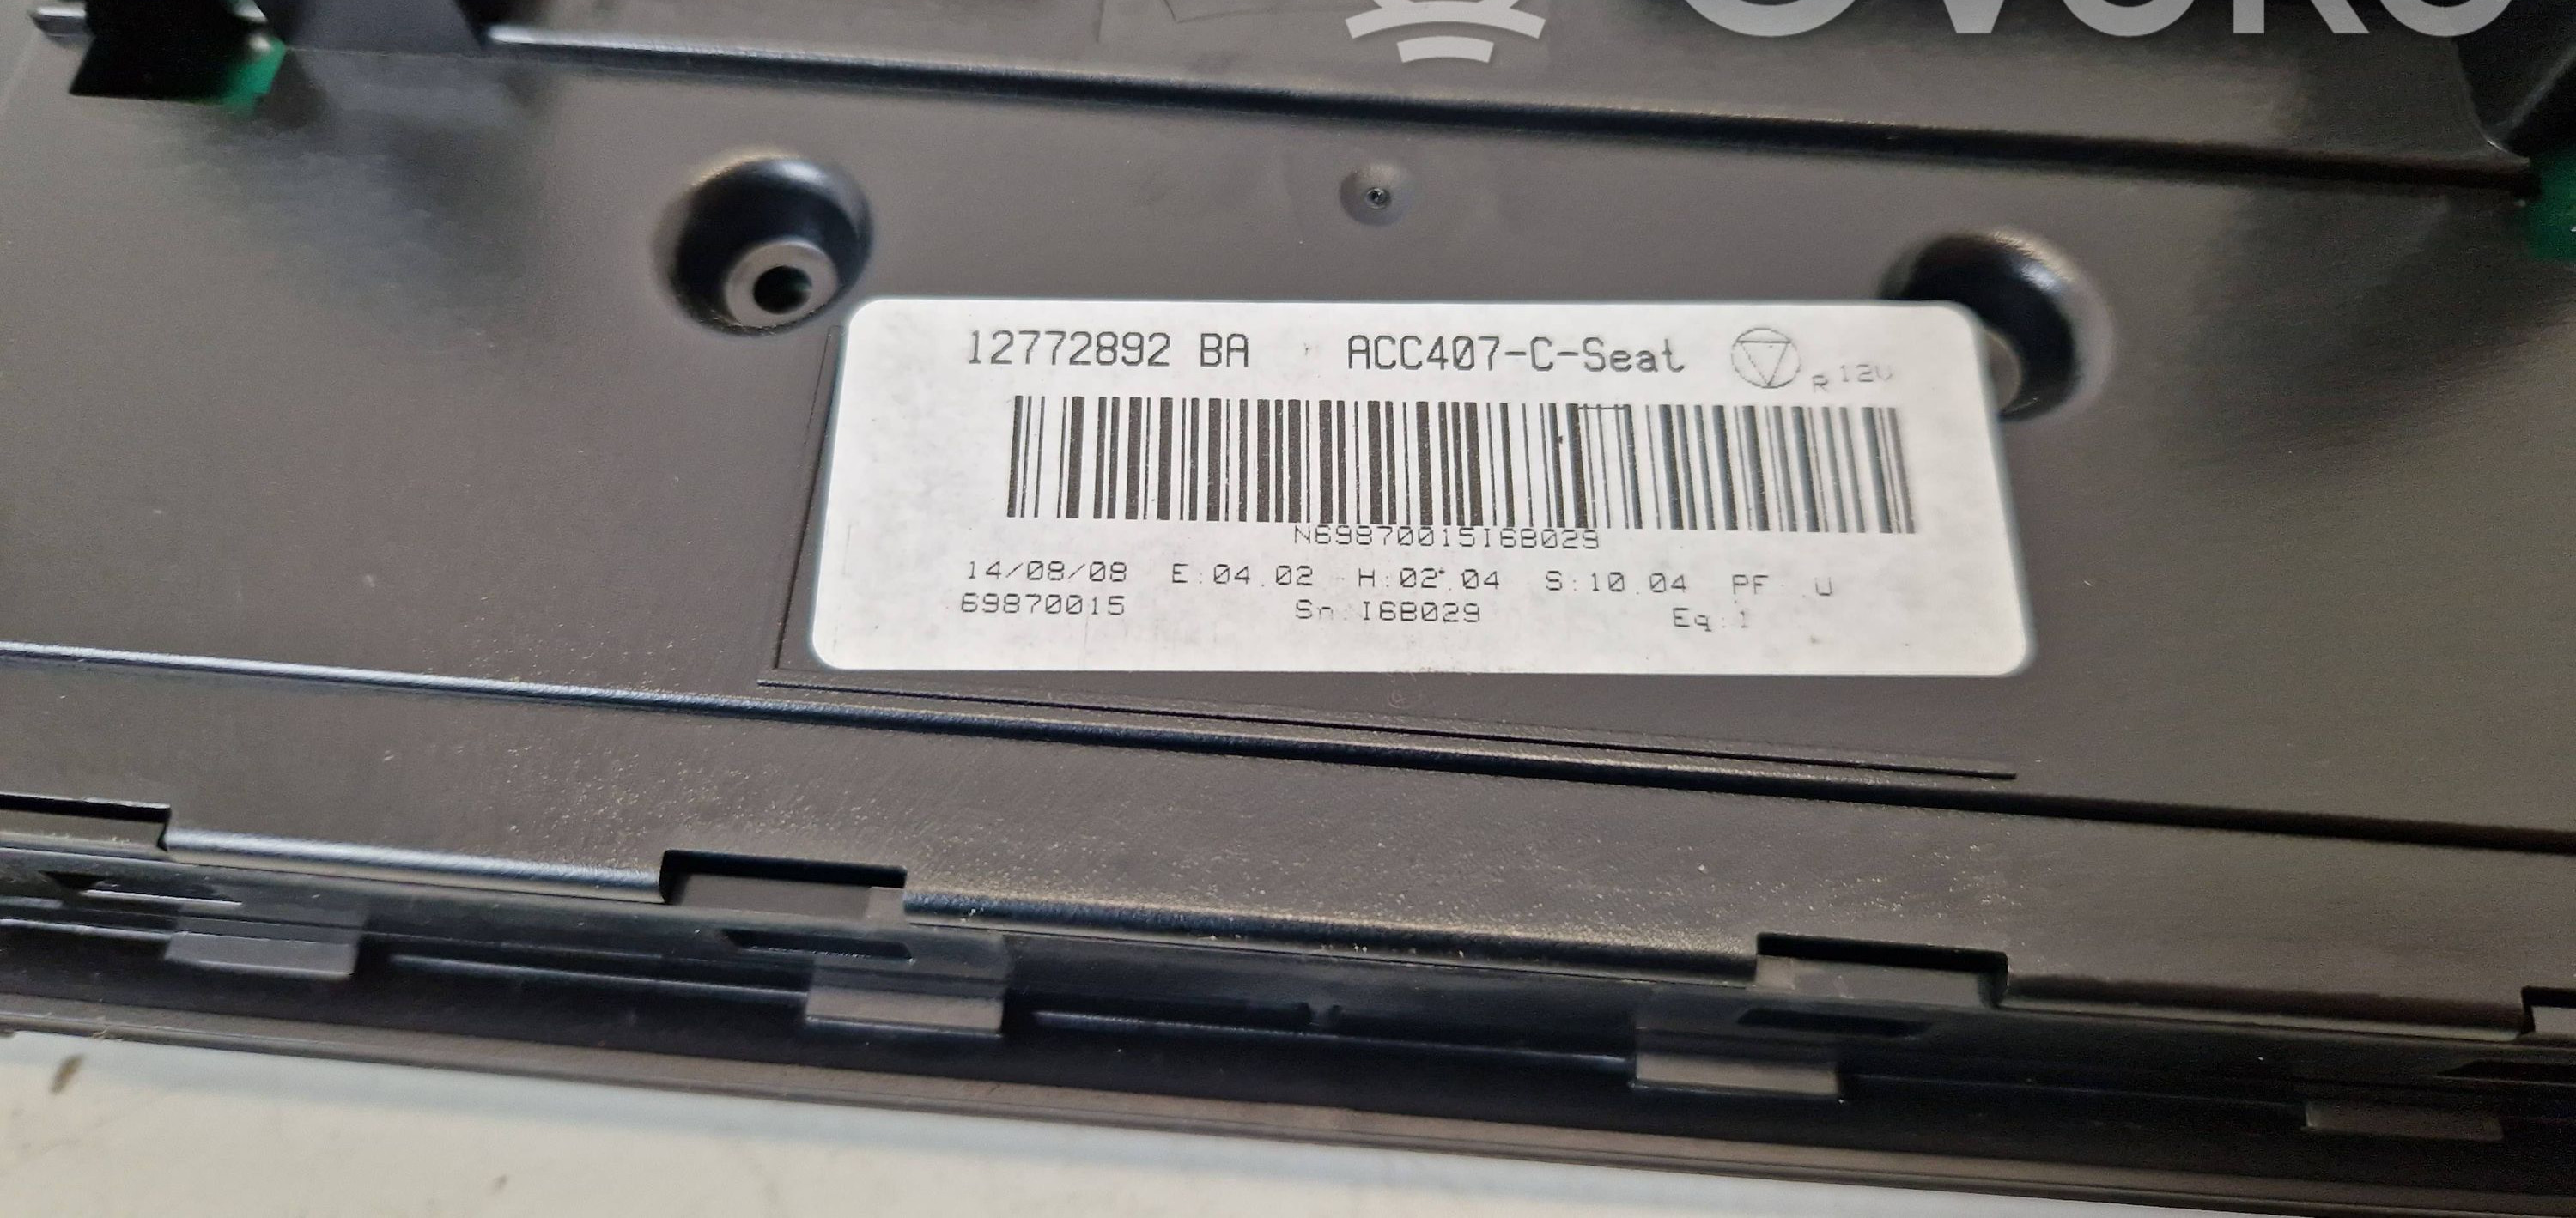 OVOKO
12772892 BA ACC407-C-Seat R 12V
N69870015I6B029
14/08/08 E:04.02 H:02.04 S:10.04 PF U
69870015 Sn:I6B029 Eq:1